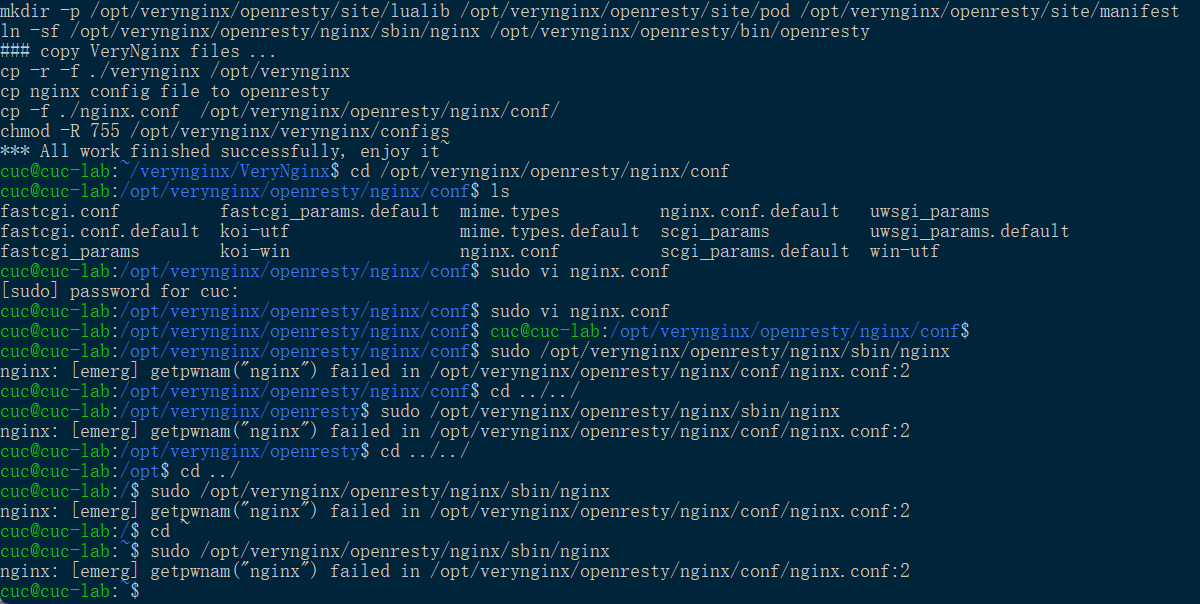 mkdir -p /opt/verynginx/openresty/site/lualib /opt/verynginx/openresty/site/pod /opt/verynginx/openresty/site/manifest
ln -sf /opt/verynginx/openresty/nginx/sbin/nginx /opt/verynginx/openresty/bin/openresty
### copy VeryNginx files ...
cp -r -f ./verynginx /opt/verynginx
cp nginx config file to openresty
cp -f ./nginx.conf  /opt/verynginx/openresty/nginx/conf/
chmod -R 755 /opt/verynginx/verynginx/configs
*** All work finished successfully, enjoy it~
cuc@cuc-lab:~/verynginx/VeryNginx$ cd /opt/verynginx/openresty/nginx/conf
cuc@cuc-lab:/opt/verynginx/openresty/nginx/conf$ ls
fastcgi.conf          fastcgi_params.default  mime.types          nginx.conf.default   uwsgi_params
fastcgi.conf.default  koi-utf                 mime.types.default  scgi_params          uwsgi_params.default
fastcgi_params        koi-win                 nginx.conf          scgi_params.default  win-utf
cuc@cuc-lab:/opt/verynginx/openresty/nginx/conf$ sudo vi nginx.conf
[sudo] password for cuc:
cuc@cuc-lab:/opt/verynginx/openresty/nginx/conf$ sudo vi nginx.conf
cuc@cuc-lab:/opt/verynginx/openresty/nginx/conf$ cuc@cuc-lab:/opt/verynginx/openresty/nginx/conf$
cuc@cuc-lab:/opt/verynginx/openresty/nginx/conf$ sudo /opt/verynginx/openresty/nginx/sbin/nginx
nginx: [emerg] getpwnam("nginx") failed in /opt/verynginx/openresty/nginx/conf/nginx.conf:2
cuc@cuc-lab:/opt/verynginx/openresty/nginx/conf$ cd ../../
cuc@cuc-lab:/opt/verynginx/openresty$ sudo /opt/verynginx/openresty/nginx/sbin/nginx
nginx: [emerg] getpwnam("nginx") failed in /opt/verynginx/openresty/nginx/conf/nginx.conf:2
cuc@cuc-lab:/opt/verynginx/openresty$ cd ../../
cuc@cuc-lab:/opt$ cd ../
cuc@cuc-lab:/$ sudo /opt/verynginx/openresty/nginx/sbin/nginx
nginx: [emerg] getpwnam("nginx") failed in /opt/verynginx/openresty/nginx/conf/nginx.conf:2
cuc@cuc-lab:/$ cd ~
cuc@cuc-lab:~$ sudo /opt/verynginx/openresty/nginx/sbin/nginx
nginx: [emerg] getpwnam("nginx") failed in /opt/verynginx/openresty/nginx/conf/nginx.conf:2
cuc@cuc-lab:~$